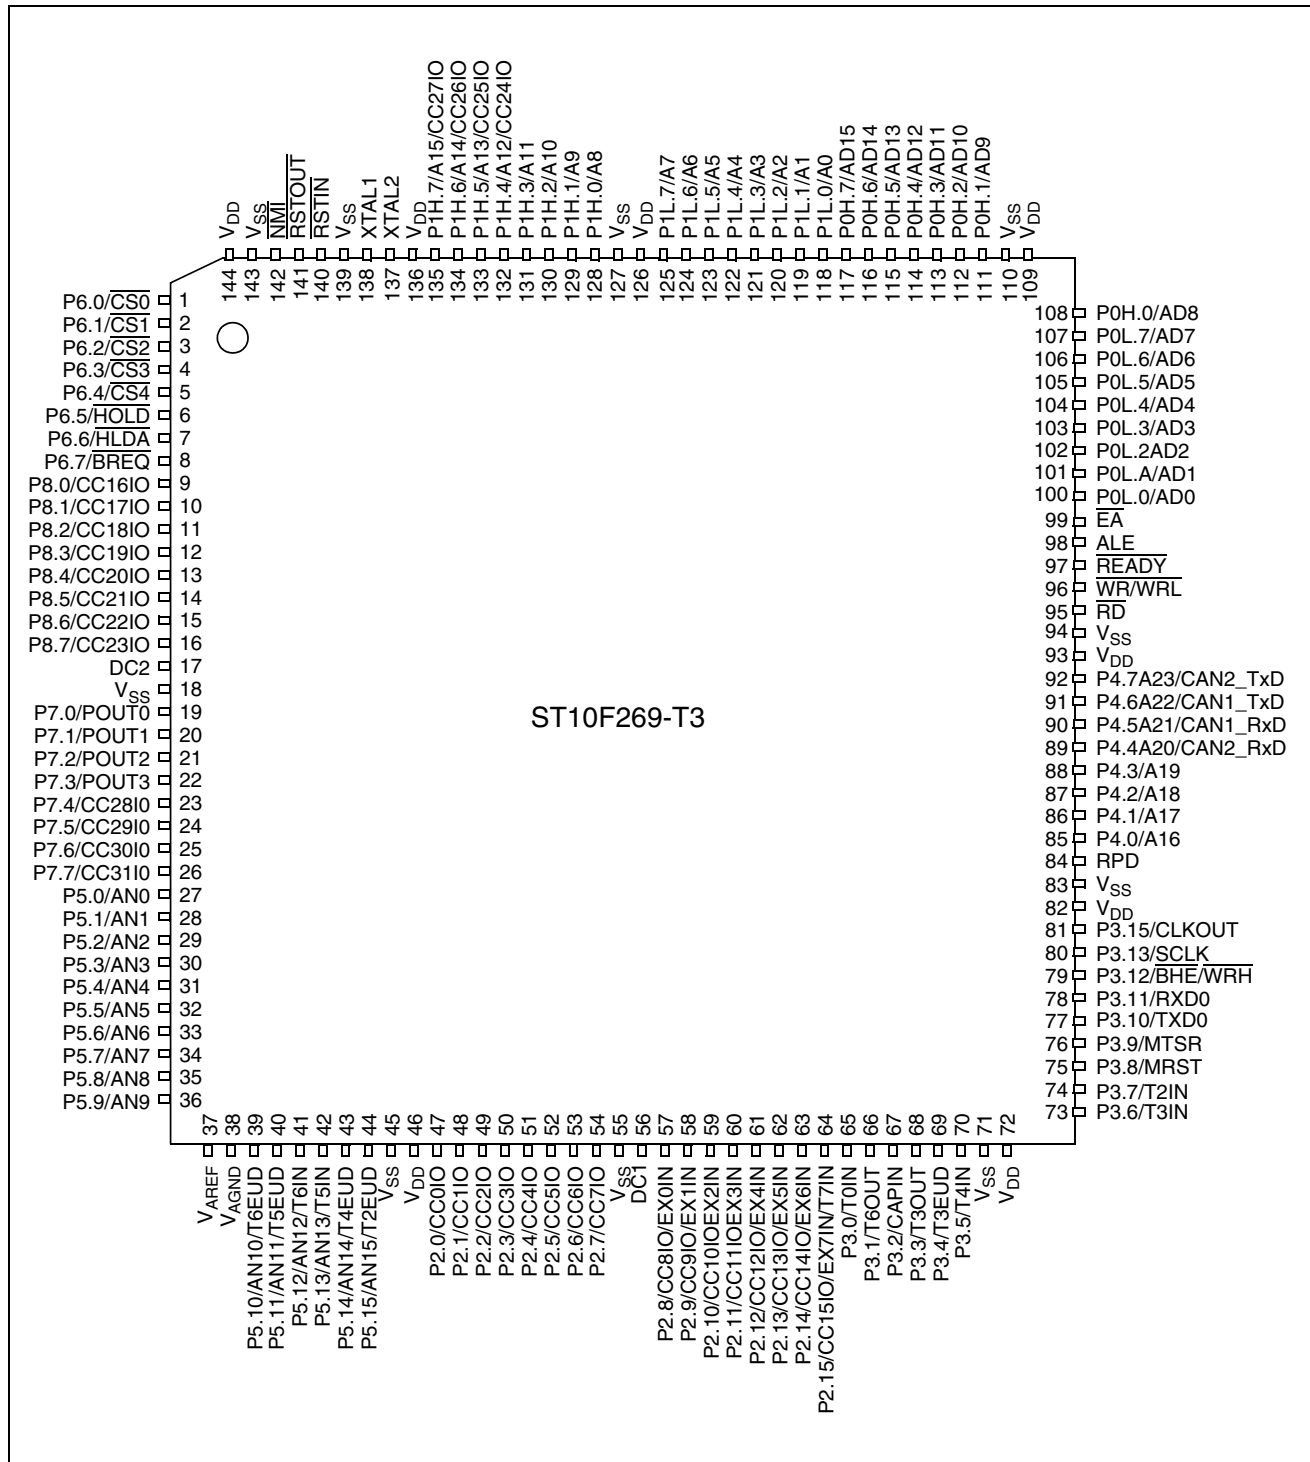 V_DD
V_SS
NMI
RSTOUT
RSTIN
V_SS
XTAL1
XTAL2
V_DD
P1H.7/A15/CC27IO
P1H.6/A14/CC26IO
P1H.5/A13/CC25IO
P1H.4/A12/CC24IO
P1H.3/A11
P1H.2/A10
P1H.1/A9
P1H.0/A8
V_SS
V_DD
P1L.7/A7
P1L.6/A6
P1L.5/A5
P1L.4/A4
P1L.3/A3
P1L.2/A2
P1L.1/A1
P1L.0/A0
P0H.7/AD15
P0H.6/AD14
P0H.5/AD13
P0H.4/AD12
P0H.3/AD11
P0H.2/AD10
P0H.1/AD9
V_SS
V_DD
144
143
142
141
140
139
138
137
136
135
134
133
132
131
130
129
128
127
126
125
124
123
122
121
120
119
118
117
116
115
114
113
112
111
110
109
P6.0/CS0 1
P6.1/CS1 2
P6.2/CS2 3
P6.3/CS3 4
P6.4/CS4 5
P6.5/HOLD 6
P6.6/HLDA 7
P6.7/BREQ 8
P8.0/CC16IO 9
P8.1/CC17IO 10
P8.2/CC18IO 11
P8.3/CC19IO 12
P8.4/CC20IO 13
P8.5/CC21IO 14
P8.6/CC22IO 15
P8.7/CC23IO 16
DC2 17
V_SS 18
P7.0/POUT0 19
P7.1/POUT1 20
P7.2/POUT2 21
P7.3/POUT3 22
P7.4/CC28I0 23
P7.5/CC29I0 24
P7.6/CC30I0 25
P7.7/CC31I0 26
P5.0/AN0 27
P5.1/AN1 28
P5.2/AN2 29
P5.3/AN3 30
P5.4/AN4 31
P5.5/AN5 32
P5.6/AN6 33
P5.7/AN7 34
P5.8/AN8 35
P5.9/AN9 36
ST10F269-T3
108 P0H.0/AD8
107 P0L.7/AD7
106 P0L.6/AD6
105 P0L.5/AD5
104 P0L.4/AD4
103 P0L.3/AD3
102 P0L.2AD2
101 P0L.A/AD1
100 P0L.0/AD0
99 EA
98 ALE
97 READY
96 WR/WRL
95 RD
94 V_SS
93 V_DD
92 P4.7A23/CAN2_TxD
91 P4.6A22/CAN1_TxD
90 P4.5A21/CAN1_RxD
89 P4.4A20/CAN2_RxD
88 P4.3/A19
87 P4.2/A18
86 P4.1/A17
85 P4.0/A16
84 RPD
83 V_SS
82 V_DD
81 P3.15/CLKOUT
80 P3.13/SCLK
79 P3.12/BHE/WRH
78 P3.11/RXD0
77 P3.10/TXD0
76 P3.9/MTSR
75 P3.8/MRST
74 P3.7/T2IN
73 P3.6/T3IN
37
38
39
40
41
42
43
44
45
46
47
48
49
50
51
52
53
54
55
56
57
58
59
60
61
62
63
64
65
66
67
68
69
70
71
72
V_AREF
V_AGND
P5.10/AN10/T6EUD
P5.11/AN11/T5EUD
P5.12/AN12/T6IN
P5.13/AN13/T5IN
P5.14/AN14/T4EUD
P5.15/AN15/T2EUD
V_SS
V_DD
P2.0/CC0IO
P2.1/CC1IO
P2.2/CC2IO
P2.3/CC3IO
P2.4/CC4IO
P2.5/CC5IO
P2.6/CC6IO
P2.7/CC7IO
V_SS
DC1
P2.8/CC8IO/EX0IN
P2.9/CC9IO/EX1IN
P2.10/CC10IOEX2IN
P2.11/CC11IOEX3IN
P2.12/CC12IO/EX4IN
P2.13/CC13IO/EX5IN
P2.14/CC14IO/EX6IN
P2.15/CC15IO/EX7IN/T7IN
P3.0/T0IN
P3.1/T6OUT
P3.2/CAPIN
P3.3/T3OUT
P3.4/T3EUD
P3.5/T4IN
V_SS
V_DD